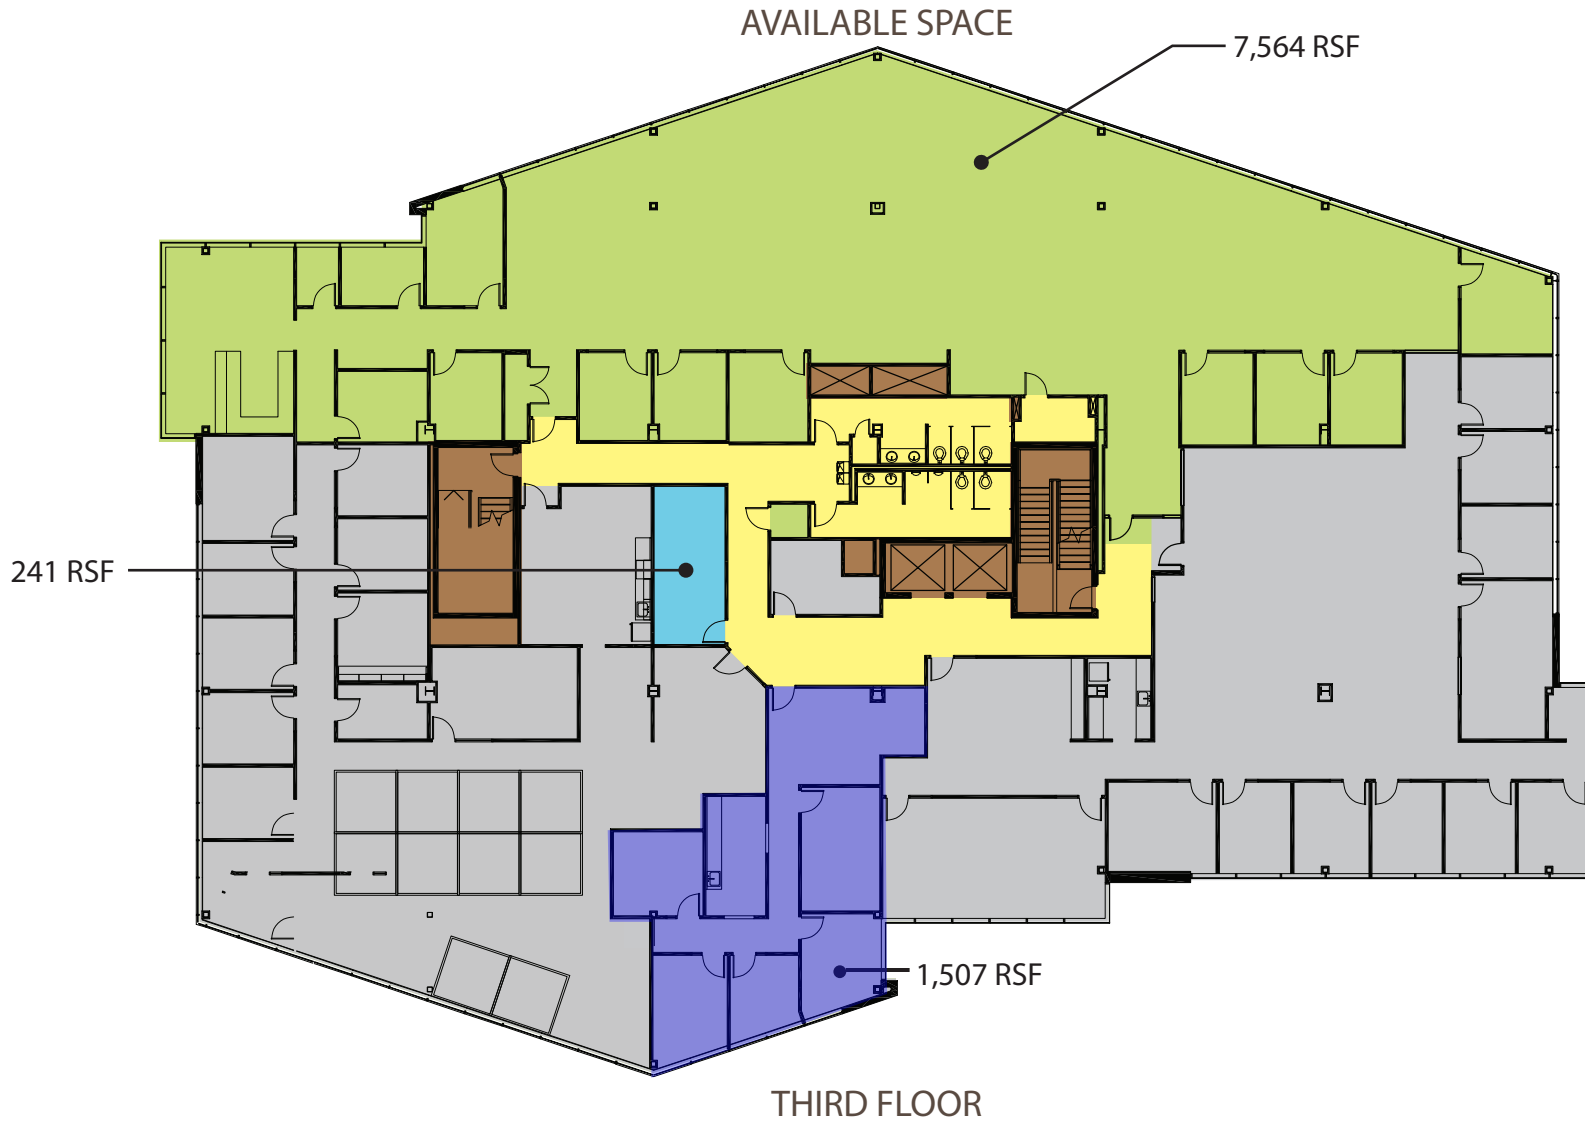 AVAILABLE SPACE
7,564 RSF
241 RSF
1,507 RSF
THIRD FLOOR